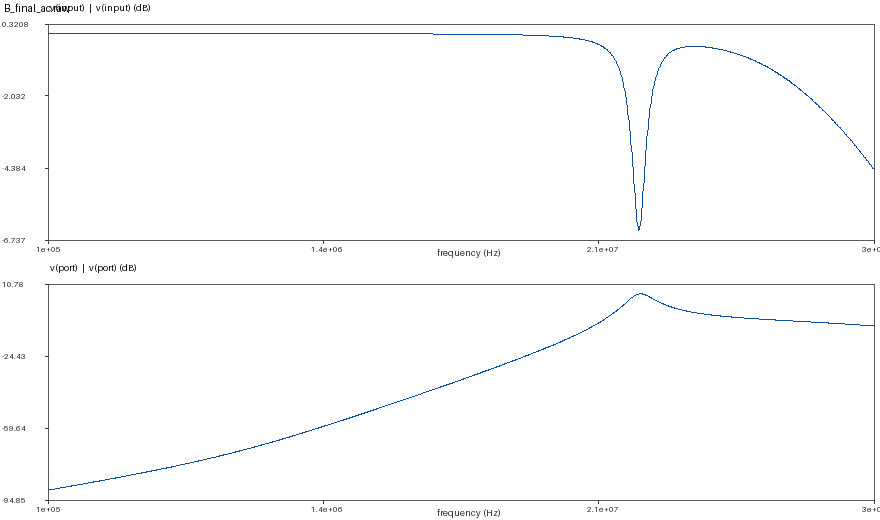 B_final_ac.raw
v(input) | v(input) (dB)
0.3208
-2.032
-4.384
-6.737
1e+05
1.4e+06
2.1e+07
3e+0
frequency (Hz)
v(port) | v(port) (dB)
10.78
-24.43
-59.64
-94.85
1e+05
1.4e+06
2.1e+07
3e+0
frequency (Hz)